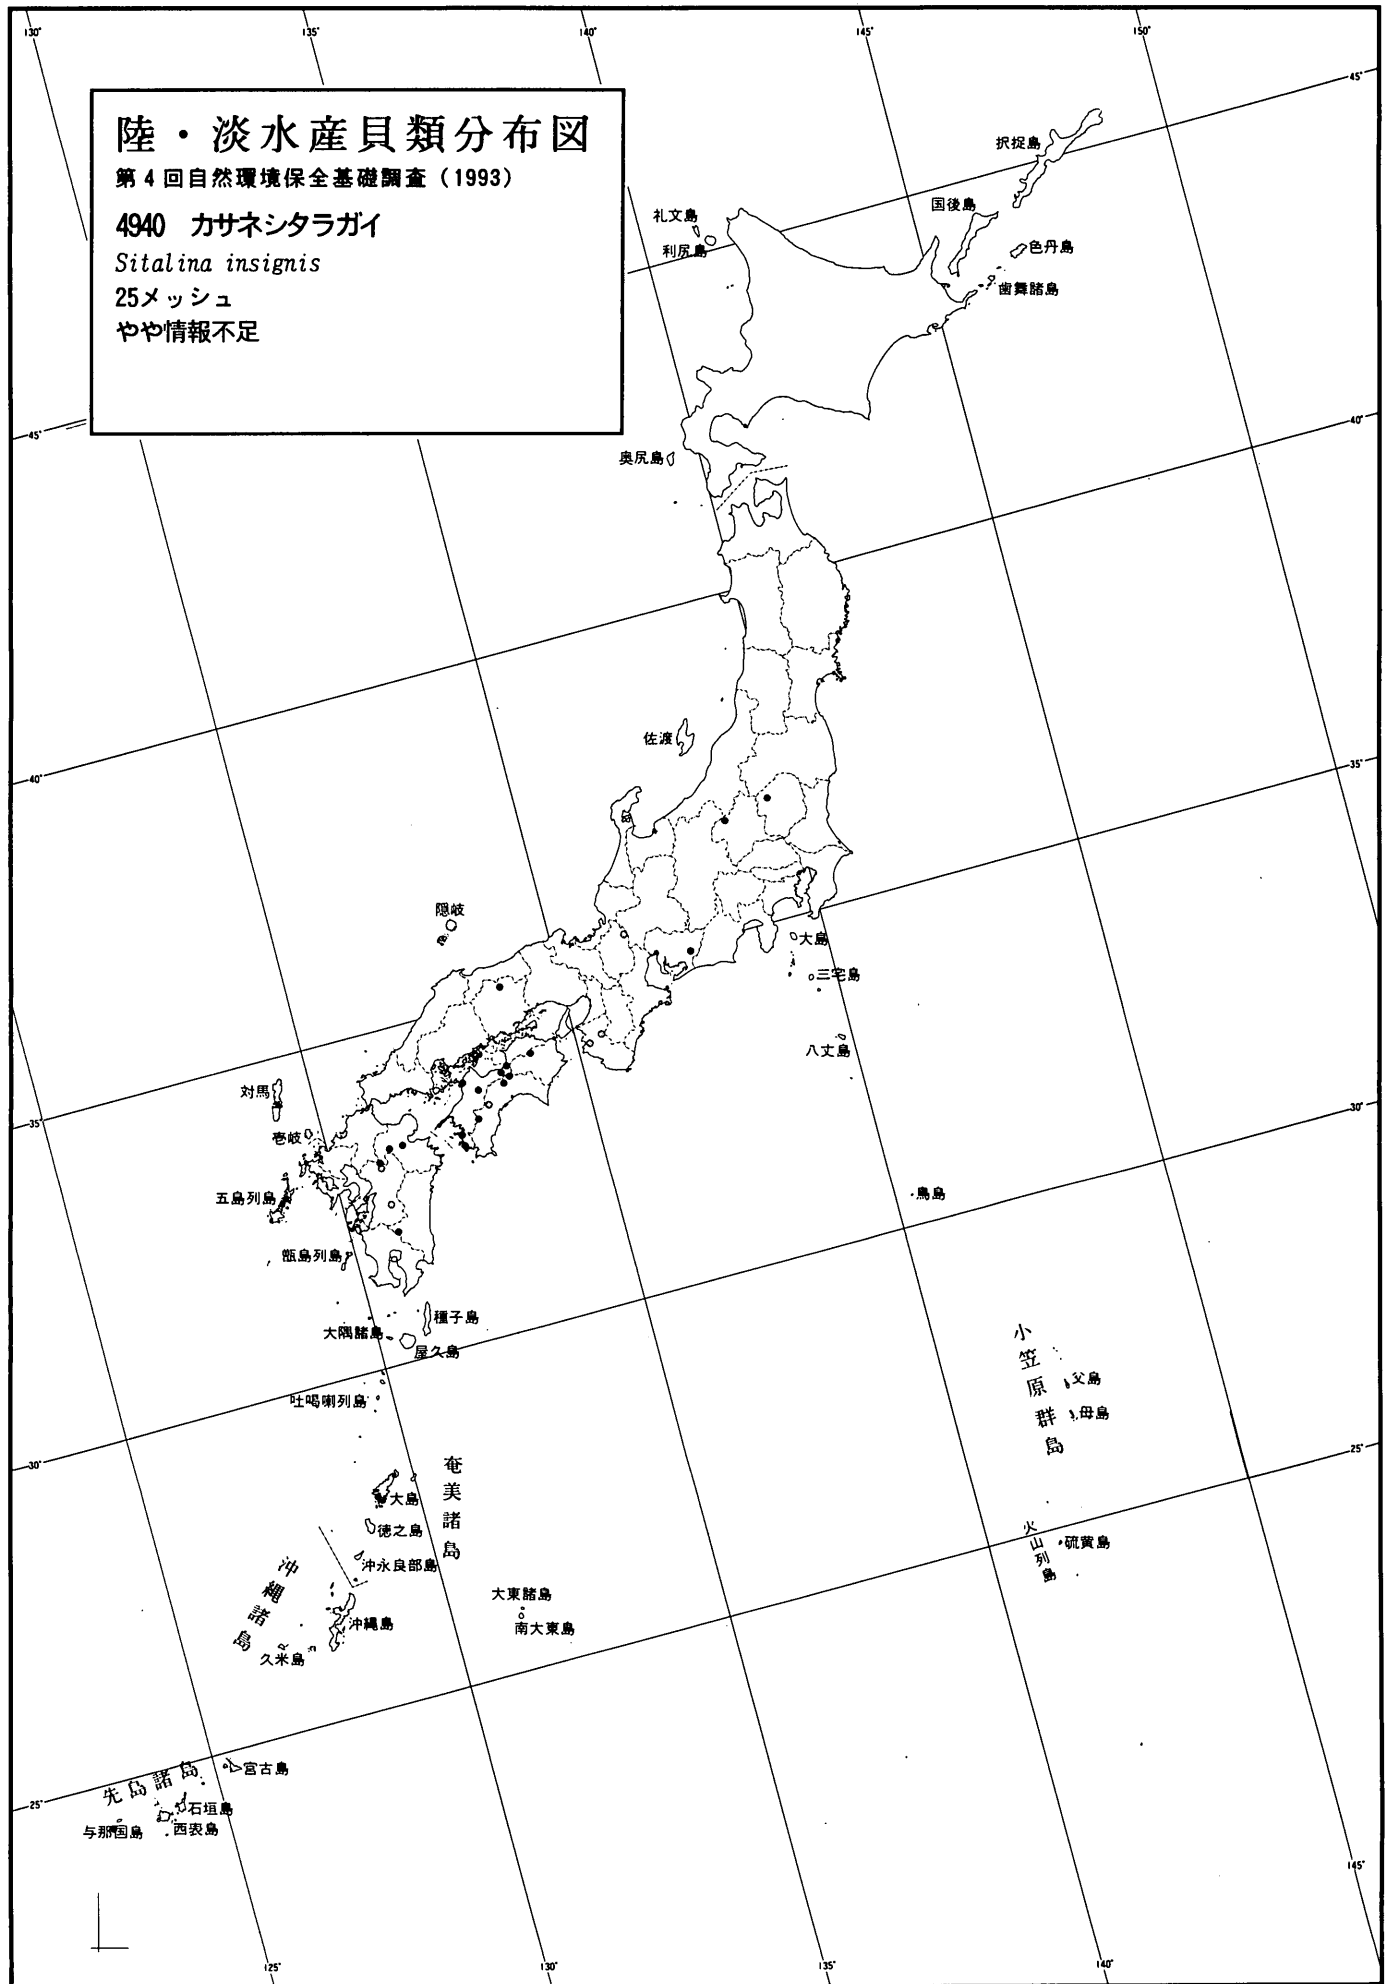 130°
135°
140°
145°
150°
陸・淡水産貝類分布図
第4回自然環境保全基礎調査(1993)
4940 カサネシタラガイ
Sitalina insignis
25メッシュ
やや情報不足
45°
択捉島
国後島
礼文島
利尻島
色丹島
歯舞諸島
45°
40°
奥尻島
佐渡
40°
35°
隠岐
大島
三宅島
八丈島
対馬
35°
壱岐
30°
五島列島
鳥島
甑島列島
種子島
大隅諸島
屋久島
吐噶喇列島
小笠原群島
父島
母島
30°
25°
奄美諸島
大島
徳之島
沖永良部島
火山列島
硫黄島
沖縄諸島
沖縄島
久米島
大東諸島
南大東島
先島諸島
宮古島
25°
石垣島
与那国島
西表島
145°
125°
130°
135°
140°